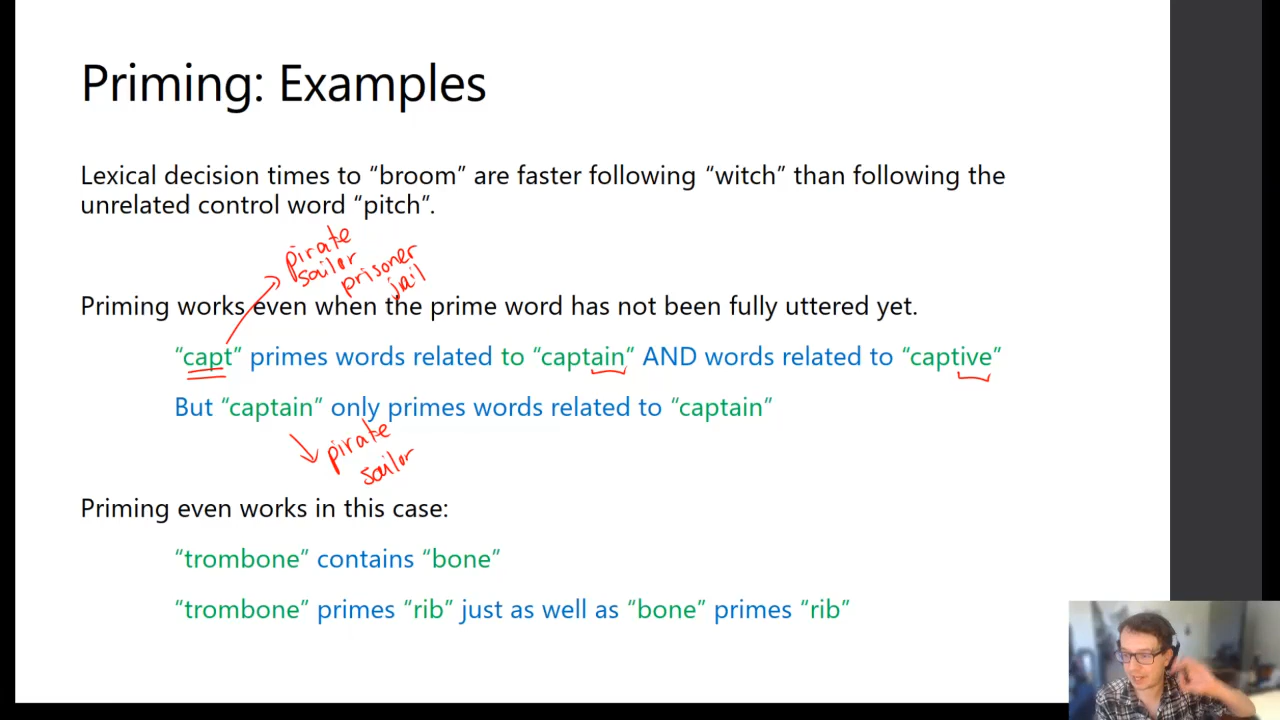 Priming: Examples
Lexical decision times to “broom” are faster following “witch” than following the
unrelated control word “pitch”.
pirate
sailor
prisoner
jail
Priming works even when the prime word has not been fully uttered yet.
“capt” primes words related to “captain” AND words related to “captive”
But “captain” only primes words related to “captain”
pirate
sailor
Priming even works in this case:
“trombone” contains “bone”
“trombone” primes “rib” just as well as “bone” primes “rib”